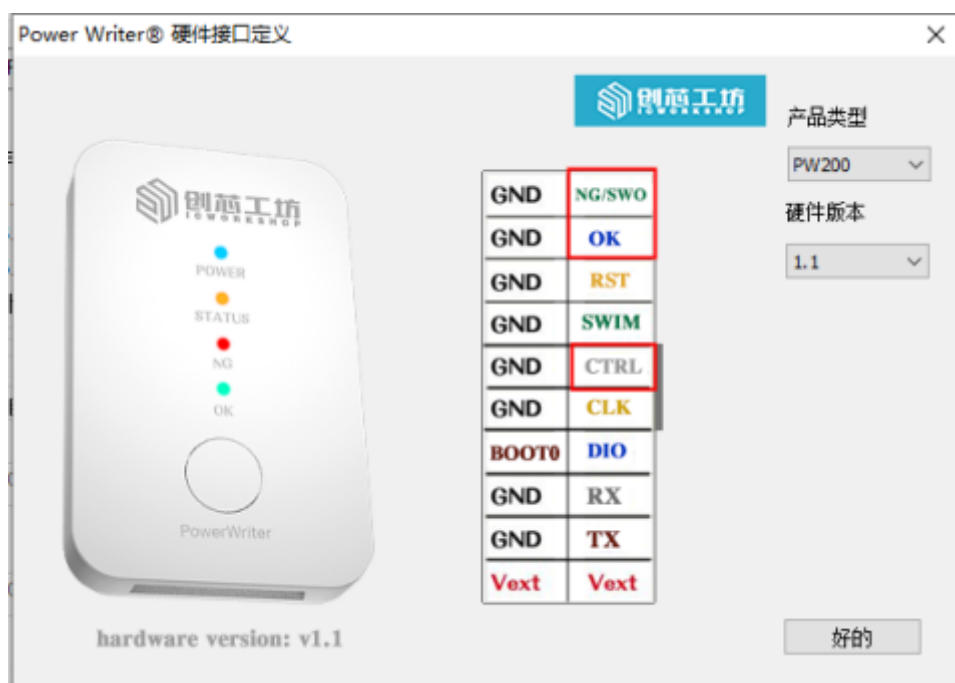 Power Writer® 硬件接口定义
创芯工坊
ICWORKSHOP
产品类型
PW200
硬件版本
1.1
创芯工坊
ICWORKSHOP
POWER
STATUS
NG
OK
PowerWriter
hardware version: v1.1
GND NG/SWO
GND OK
GND RST
GND SWIM
GND CTRL
GND CLK
BOOT0 DIO
GND RX
GND TX
Vext Vext
好的